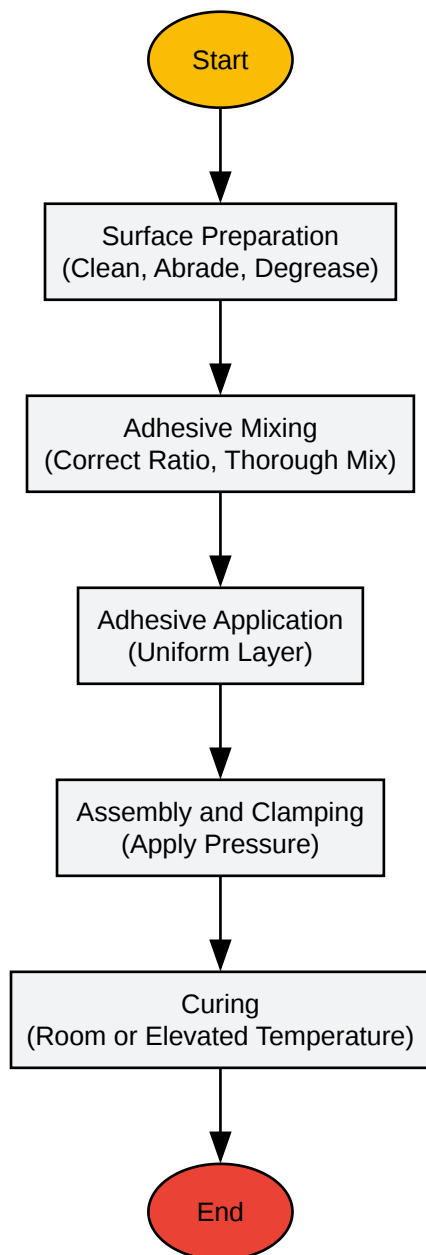 Start
Surface Preparation
(Clean, Abrade, Degrease)
Adhesive Mixing
(Correct Ratio, Thorough Mix)
Adhesive Application
(Uniform Layer)
Assembly and Clamping
(Apply Pressure)
Curing
(Room or Elevated Temperature)
End